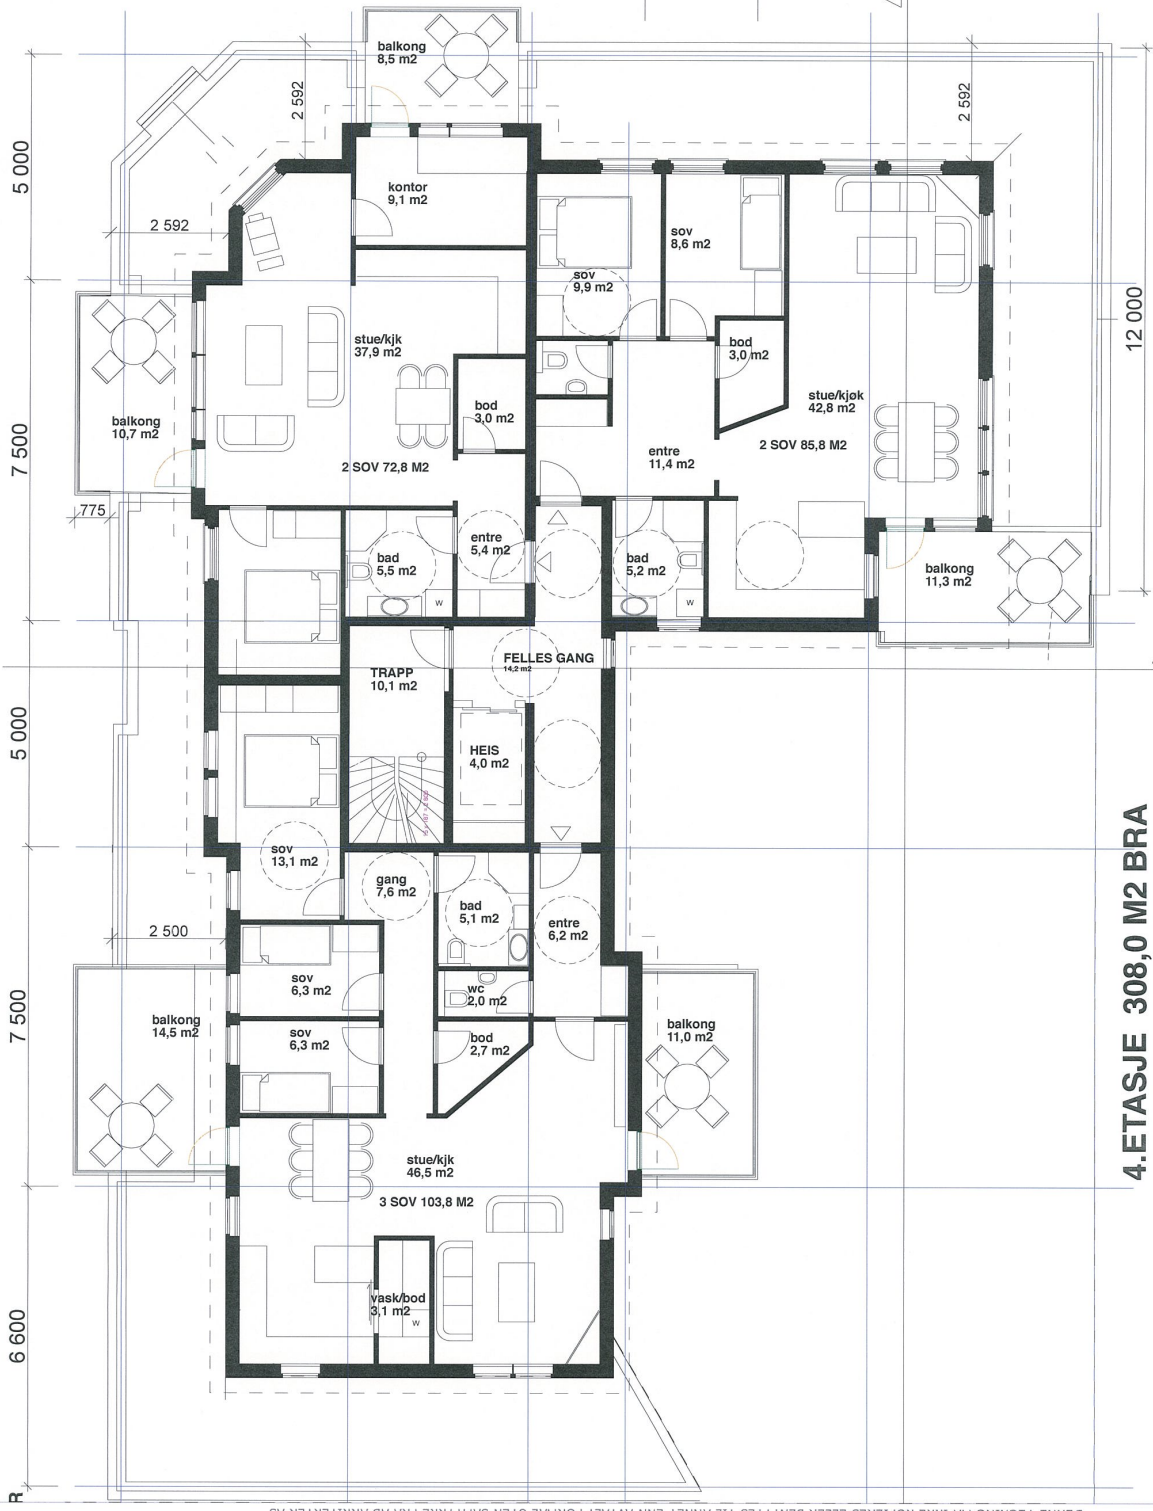 balkong
8,5 m2
2 592
2 592
5 000
kontor
9,1 m2
2 592
sov
8,6 m2
sov
9,9 m2
12 000
stue/kjk
37,9 m2
bod
3,0 m2
balkong
10,7 m2
bod
3,0 m2
stue/kjøk
42,8 m2
7 500
2 SOV 72,8 M2
entre
11,4 m2
2 SOV 85,8 M2
775
bad
5,5 m2
entre
5,4 m2
bad
5,2 m2
balkong
11,3 m2
W
W
FELLES GANG
14,2 m2
TRAPP
10,1 m2
5 000
HEIS
4,0 m2
sov
13,1 m2
gang
7,6 m2
bad
5,1 m2
entre
6,2 m2
2 500
sov
6,3 m2
wc
2,0 m2
balkong
14,5 m2
sov
6,3 m2
bod
2,7 m2
balkong
11,0 m2
7 500
stue/kjk
46,5 m2
3 SOV 103,8 M2
vask/bod
3,1 m2
W
6 600
4.ETASJE 308,0 M2 BRA
R